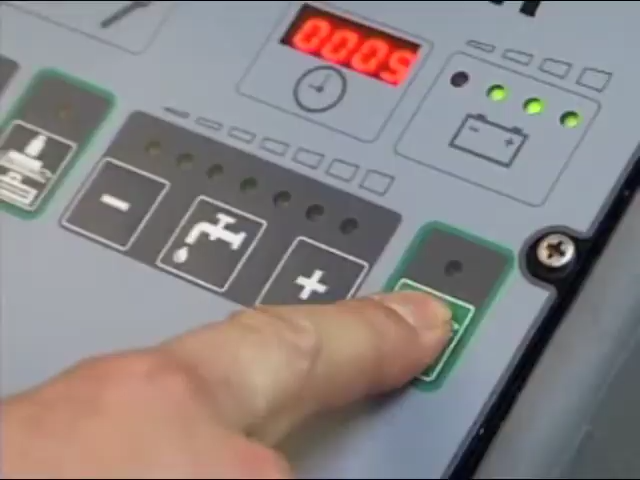 0005
-
+
- +